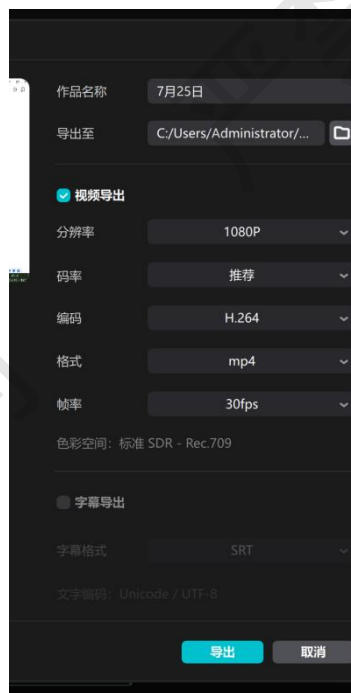 作品名称 7月25日
导出至 C:/Users/Administrator/...
视频导出
分辨率 1080P
码率 推荐
编码 H.264
格式 mp4
帧率 30fps
色彩空间：标准 SDR - Rec.709
字幕导出
字幕格式 SRT
文字编码：Unicode / UTF-8
导出 取消